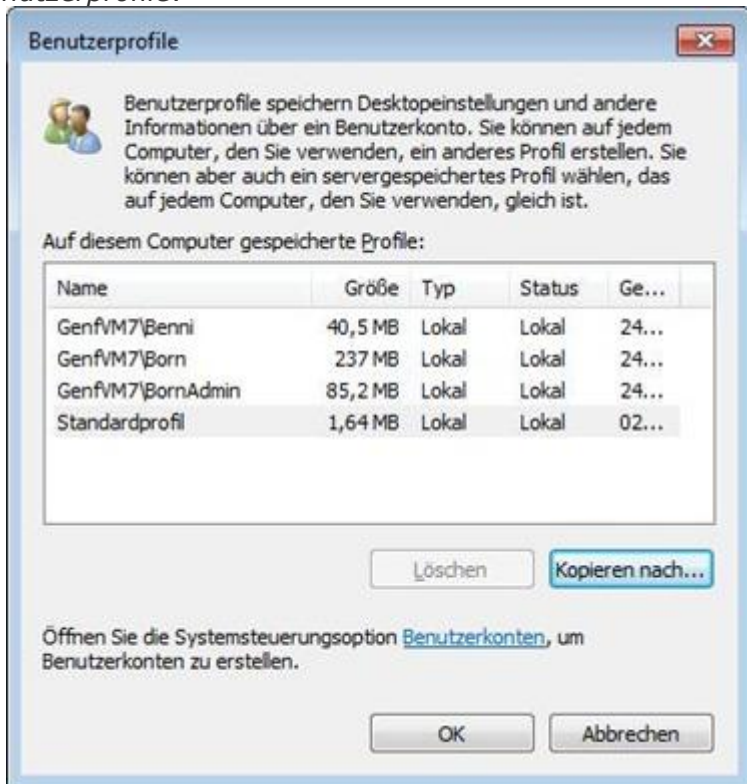 Benutzerprofile
Benutzerprofile speichern Desktopeinstellungen und andere
Informationen über ein Benutzerkonto. Sie können auf jedem
Computer, den Sie verwenden, ein anderes Profil erstellen. Sie
können aber auch ein servergespeichertes Profil wählen, das
auf jedem Computer, den Sie verwenden, gleich ist.
Auf diesem Computer gespeicherte Profile:
Name Größe Typ Status Ge...
GenfVM7\Benni 40,5 MB Lokal Lokal 24...
GenfVM7\Born 237 MB Lokal Lokal 24...
GenfVM7\BornAdmin 85,2 MB Lokal Lokal 24...
Standardprofil 1,64 MB Lokal Lokal 02...
Löschen Kopieren nach...
Öffnen Sie die Systemsteuerungsoption Benutzerkonten, um
Benutzerkonten zu erstellen.
OK Abbrechen